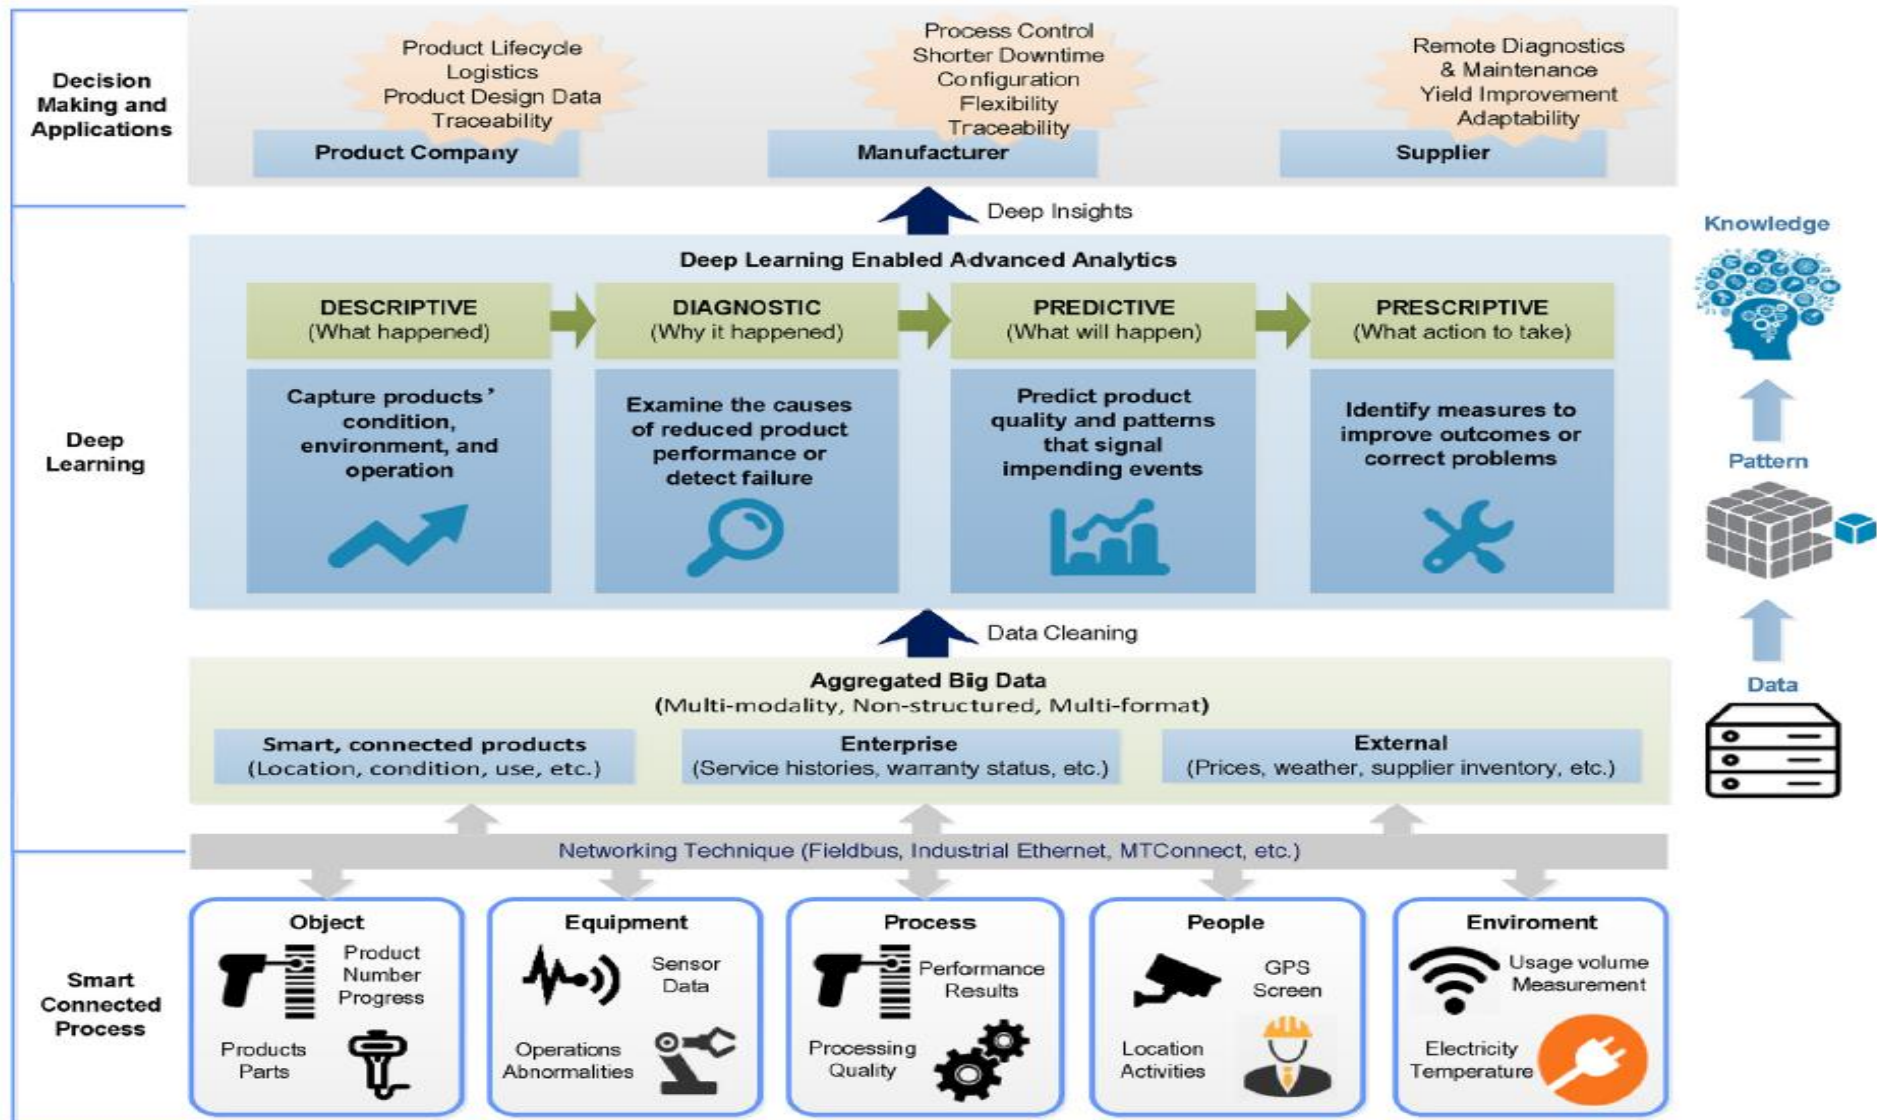 Decision
Making and
Applications
Product Lifecycle
Logistics
Product Design Data
Traceability
Product Company
Process Control
Shorter Downtime
Configuration
Flexibility
Traceability
Manufacturer
Remote Diagnostics
& Maintenance
Yield Improvement
Adaptability
Supplier
Deep Insights
Deep
Learning
Deep Learning Enabled Advanced Analytics
DESCRIPTIVE
(What happened)
DIAGNOSTIC
(Why it happened)
PREDICTIVE
(What will happen)
PRESCRIPTIVE
(What action to take)
Capture products’
condition,
environment, and
operation
Examine the causes
of reduced product
performance or
detect failure
Predict product
quality and patterns
that signal
impending events
Identify measures to
improve outcomes or
correct problems
Data Cleaning
Aggregated Big Data
(Multi-modality, Non-structured, Multi-format)
Smart, connected products
(Location, condition, use, etc.)
Enterprise
(Service histories, warranty status, etc.)
External
(Prices, weather, supplier inventory, etc.)
Knowledge
Pattern
Data
Networking Technique (Fieldbus, Industrial Ethernet, MTConnect, etc.)
Smart
Connected
Process
Object
Product
Number
Progress
Products
Parts
Equipment
Sensor
Data
Operations
Abnormalities
Process
Performance
Results
Processing
Quality
People
GPS
Screen
Location
Activities
Enviroment
Usage volume
Measurement
Electricity
Temperature